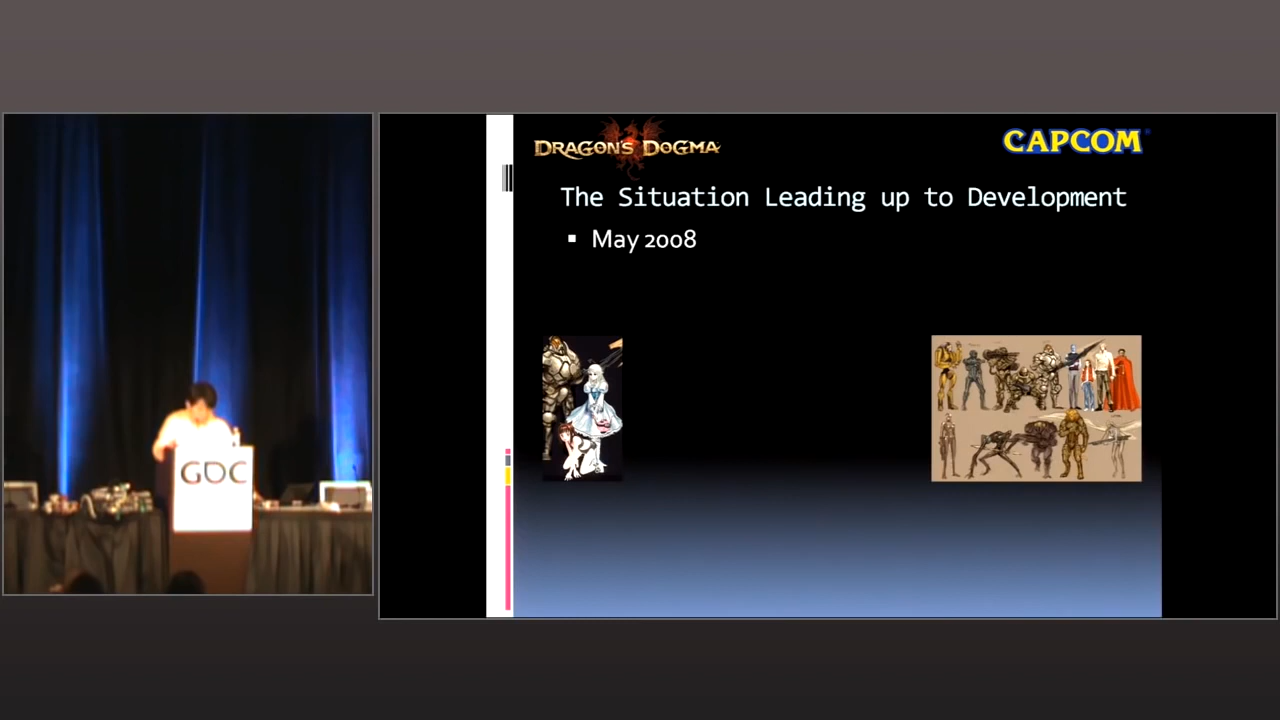 GDC
DRAGON'S DOGMA
CAPCOM
The Situation Leading up to Development
May 2008